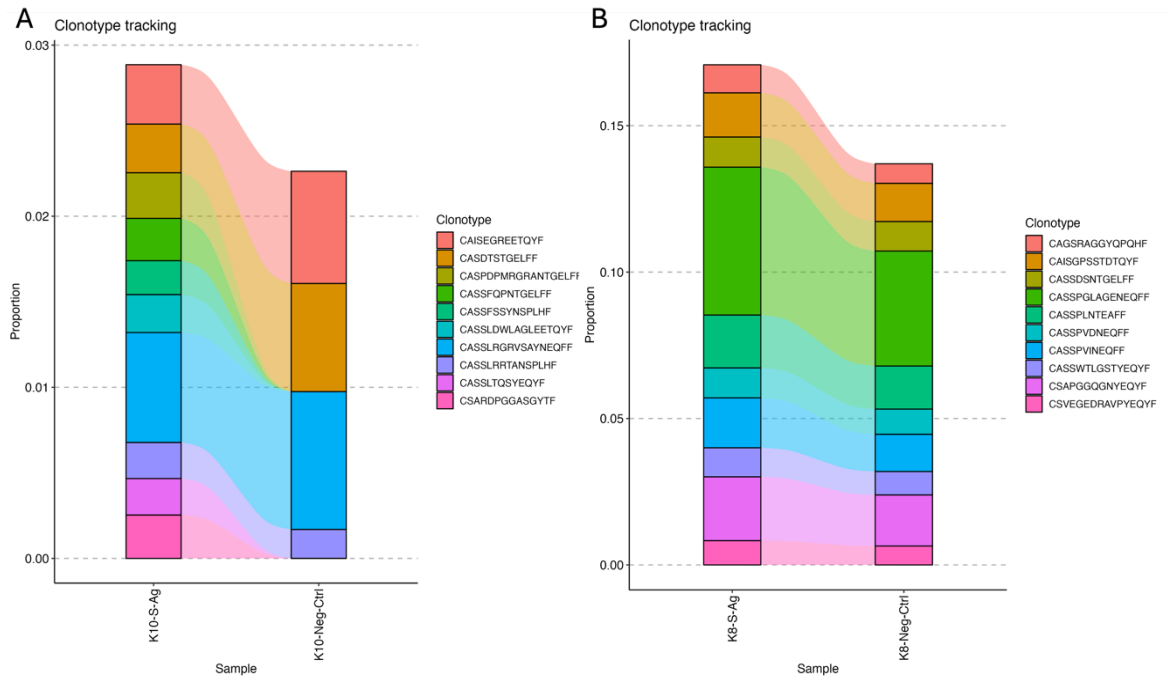 A
Clonotype tracking
0.03
0.02
0.01
0.00
Proportion
K10-S-Ag
K10-Neg-Ctrl
Sample
Clonotype
CAISEGREETQYF
CASDTSTGELFF
CASPDPMRGRANTGELFF
CASSFQPNTGELFF
CASSFSSYNSPLHF
CASSLDWLAGLEETQYF
CASSLRGRVSAYNEQFF
CASSLRRTANSPLHF
CASSLTQSYEQYF
CSARDPGGASGYTF
B
Clonotype tracking
0.15
0.10
0.05
0.00
Proportion
K8-S-Ag
K8-Neg-Ctrl
Sample
Clonotype
CAGSRAGGYQPQHF
CAISGPSSTDTQYF
CASSDSNTGELFF
CASSPGLAGENEQFF
CASSPLNTEAFF
CASSPVDNEQFF
CASSPVINEQFF
CASSWTLGSTYEQYF
CSAPGGQGNYEQYF
CSVEGEDRAVPYEQYF